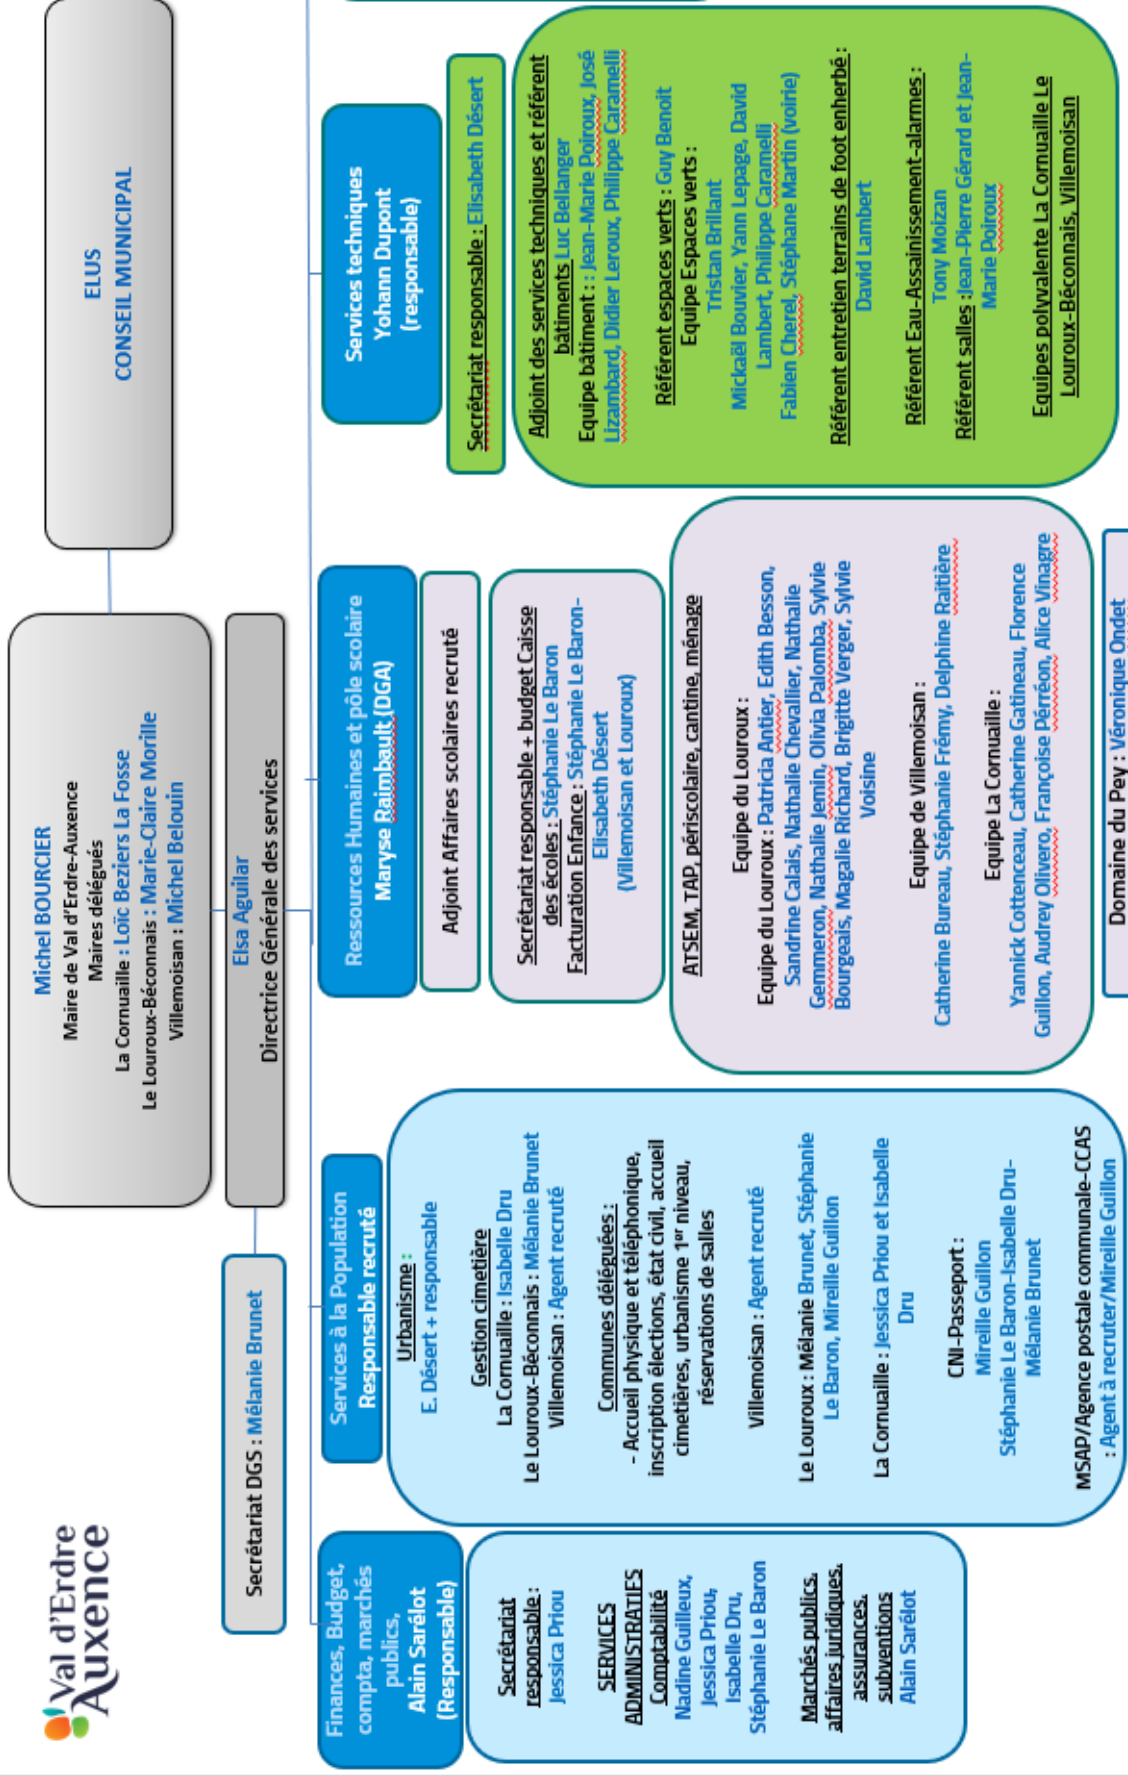 Val d'Erdre
Auxence
ELUS
CONSEIL MUNICIPAL
Michel BOURCIER
Maire de Val d'Erdre-Auxence
Maires délégués
La Cornuaille : Loïc Beziers La Fosse
Le Louroux-Béconnais : Marie-Claire Morille
Villemoisan : Michel Belouin
Secrétariat DGS : Mélanie Brunet
Elsa Aguilar
Directrice Générale des services
Finances, Budget,
compta, marchés
publics,
Alain Sarélot
(Responsable)
Secrétariat
responsable :
Jessica Priou
SERVICES
ADMINISTRATIFS
Comptabilité
Nadine Guilleux,
Jessica Priou,
Isabelle Dru,
Stéphanie Le Baron
Marchés publics,
affaires juridiques,
assurances,
subventions
Alain Sarélot
Services à la Population
Responsable recruté
Urbanisme :
E. Désert + responsable
Gestion cimetière
La Cornuaille : Isabelle Dru
Le Louroux-Béconnais : Mélanie Brunet
Villemoisan : Agent recruté
Communes déléguées :
- Accueil physique et téléphonique,
inscription élections, état civil, accueil
cimetières, urbanisme 1er niveau,
réservations de salles
Villemoisan : Agent recruté
Le Louroux : Mélanie Brunet, Stéphanie
Le Baron, Mireille Guillon
La Cornuaille : Jessica Priou et Isabelle
Dru
CNI-Passeport :
Mireille Guillon
Stéphanie Le Baron-Isabelle Dru-
Mélanie Brunet
MSAP/Agence postale communale-CCAS
: Agent à recruter/Mireille Guillon
Ressources Humaines et pôle scolaire
Maryse Raimbault (DGA)
Adjoint Affaires scolaires recruté
Secrétariat responsable + budget Caisse
des écoles : Stéphanie Le Baron
Facturation Enfance : Stéphanie Le Baron-
Elisabeth Désert
(Villemoisan et Louroux)
ATSEM, TAP, périscolaire, cantine, ménage
Equipe du Louroux :
Equipe du Louroux : Patricia Antier, Edith Besson,
Sandrine Calais, Nathalie Chevallier, Nathalie
Gemmeron, Nathalie Jemin, Olivia Palomba, Sylvie
Bourgeais, Magalie Richard, Brigitte Verger, Sylvie
Voisine
Equipe de Villemoisan :
Catherine Bureau, Stéphanie Frémy, Delphine Raitière
Equipe La Cornuaille :
Yannick Cottenceau, Catherine Gatineau, Florence
Guillon, Audrey Olivero, Françoise Perréon, Alice Vinagre
Domaine du Pey : Véronique Ondet
Services techniques
Yohann Dupont
(responsable)
Secrétariat responsable : Elisabeth Désert
Adjoint des services techniques et référent
bâtiments Luc Bellanger
Equipe bâtiment : : Jean-Marie Poiroux, José
Lizambard, Didier Leroux, Philippe Caramelli
Référent espaces verts : Guy Benoit
Equipe Espaces verts :
Tristan Brillant
Mickaël Bouvier, Yann Lepage, David
Lambert, Philippe Caramelli
Fabien Cherel, Stéphane Martin (voirie)
Référent entretien terrains de foot enherbé :
David Lambert
Référent Eau-Assainissement-alarmes :
Tony Moizan
Référent salles :Jean-Pierre Gérard et Jean-
Marie Poiroux
Equipes polyvalente La Cornuaille Le
Louroux-Béconnais, Villemoisan